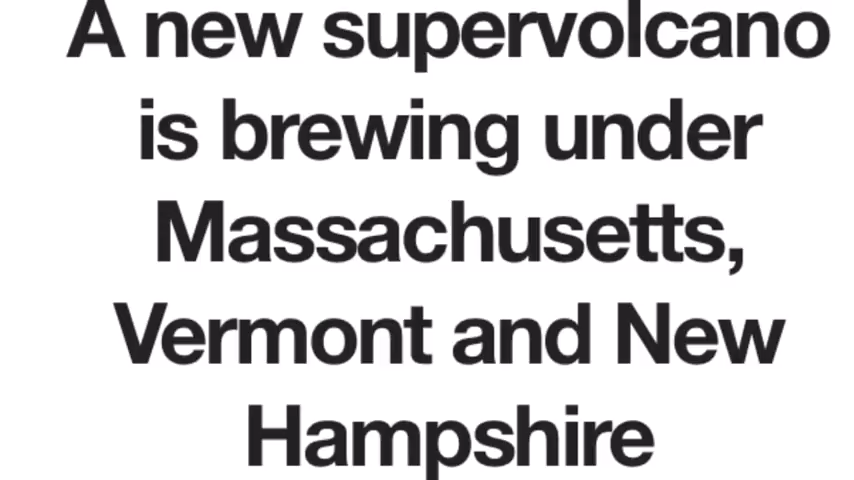 A new supervolcano
is brewing under
Massachusetts,
Vermont and New
Hampshire